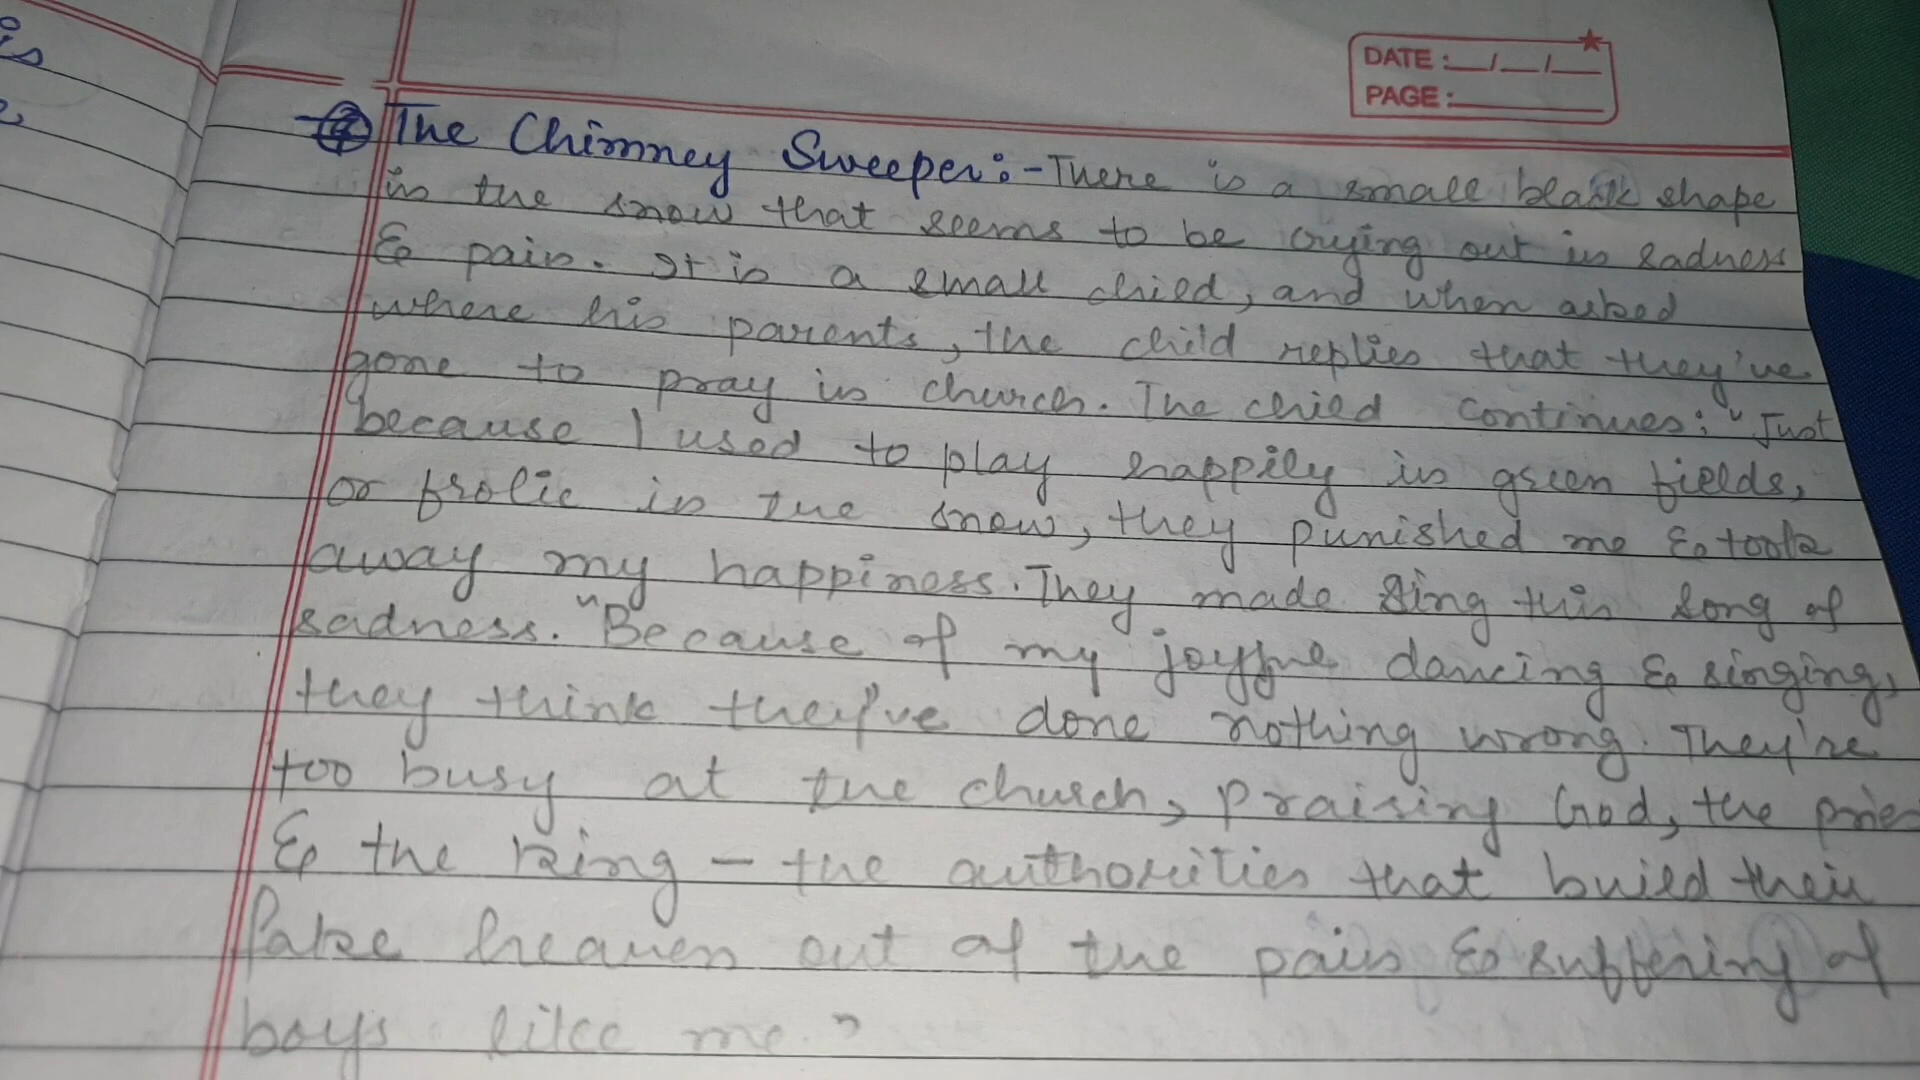 is
DATE : __/__/__
PAGE :
The Chimney Sweeper :- There is a small black shape
in the snow that seems to be crying out in sadness
& pain. It is a small child, and when asked
where his parents, the child replies that they've
gone to pray in church. The child continues: "Just
because I used to play happily in green fields,
or frolic in the snow, they punished me & took
away my happiness. They made sing this song of
sadness. "Because of my joyful dancing & singing,
they think they've done nothing wrong. They're
too busy at the church, praising God, the pries
& the king - the authorities that build their
fake heaven out of the pain & suffering of
boys like me."